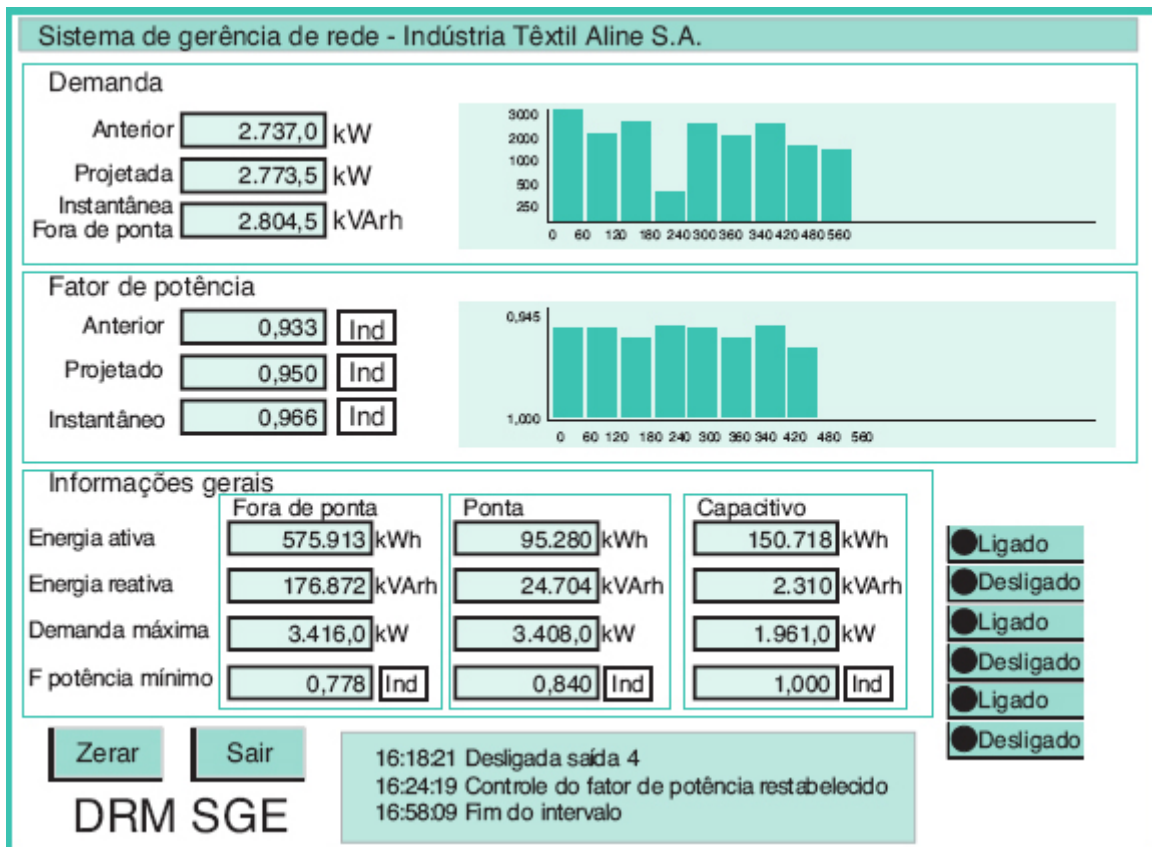 Sistema de gerência de rede - Indústria Têxtil Aline S.A.
Demanda
Anterior 2.737,0 kW
Projetada 2.773,5 kW
Instantânea
Fora de ponta 2.804,5 kVArh
3000
2000
1000
500
250
0 60 120 180 240 300 360 340 420 480 560
Fator de potência
Anterior 0,933 Ind
Projetado 0,950 Ind
Instantâneo 0,966 Ind
0,945
1,000
0 60 120 180 240 300 360 340 420 480 560
Informações gerais
Fora de ponta Ponta Capacitivo
Energia ativa 575.913 kWh 95.280 kWh 150.718 kWh
Energia reativa 176.872 kVArh 24.704 kVArh 2.310 kVArh
Demanda máxima 3.416,0 kW 3.408,0 kW 1.961,0 kW
F potência mínimo 0,778 Ind 0,840 Ind 1,000 Ind
Ligado
Desligado
Ligado
Desligado
Ligado
Desligado
Zerar Sair
DRM SGE
16:18:21 Desligada saída 4
16:24:19 Controle do fator de potência restabelecido
16:58:09 Fim do intervalo